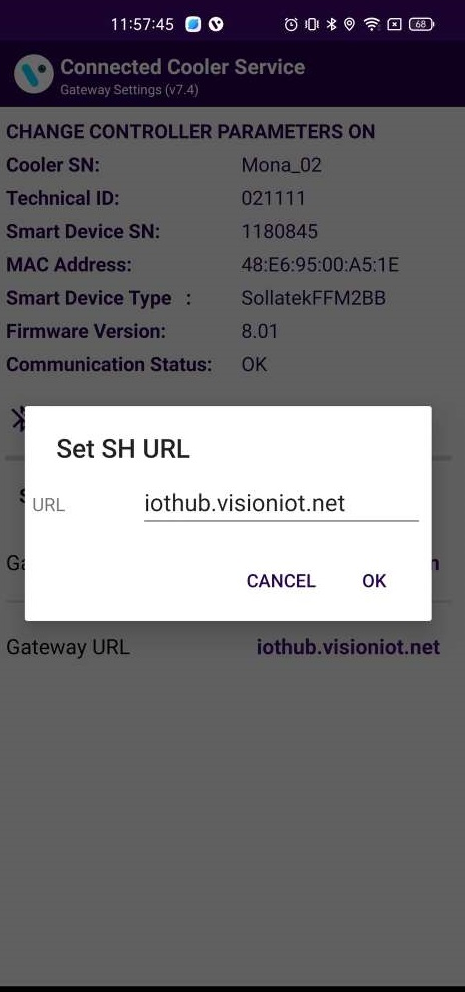 11:57:45
68
Connected Cooler Service
Gateway Settings (v7.4)
CHANGE CONTROLLER PARAMETERS ON
Cooler SN: Mona_02
Technical ID: 021111
Smart Device SN: 1180845
MAC Address: 48:E6:95:00:A5:1E
Smart Device Type : SollatekFFM2BB
Firmware Version: 8.01
Communication Status: OK
Set SH URL
URL iothub.visioniot.net
CANCEL OK
Gateway URL iothub.visioniot.net